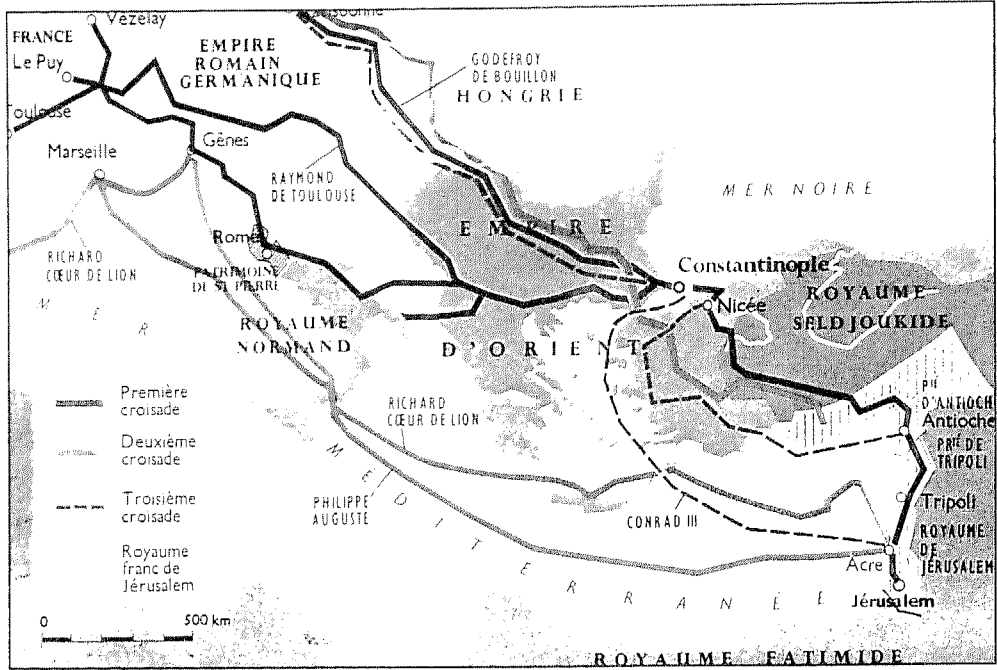 Vézelay
FRANCE
Le Puy
Toulouse
EMPIRE
ROMAIN
GERMANIQUE
GODEFROY
DE BOUILLON
HONGRIE
Marseille
Gênes
RAYMOND
DE TOULOUSE
MER NOIRE
EMPIRE
RICHARD
CŒUR DE LION
Rome
PATRIMOINE
DE ST PIERRE
Constantinople
Nicée
ROYAUME
SELDJOUKIDE
ROYAUME
NORMAND
D'ORIENT
MER
MÉDITERRANÉE
Première
croisade
Deuxième
croisade
Troisième
croisade
Royaume
franc de
Jérusalem
RICHARD
CŒUR DE LION
PHILIPPE
AUGUSTE
CONRAD III
PTÉ
D'ANTIOCHE
Antioche
PRTÉ DE
TRIPOLI
Tripoli
ROYAUME
DE
JÉRUSALEM
Acre
Jérusalem
0 500 km
ROYAUME FATIMIDE